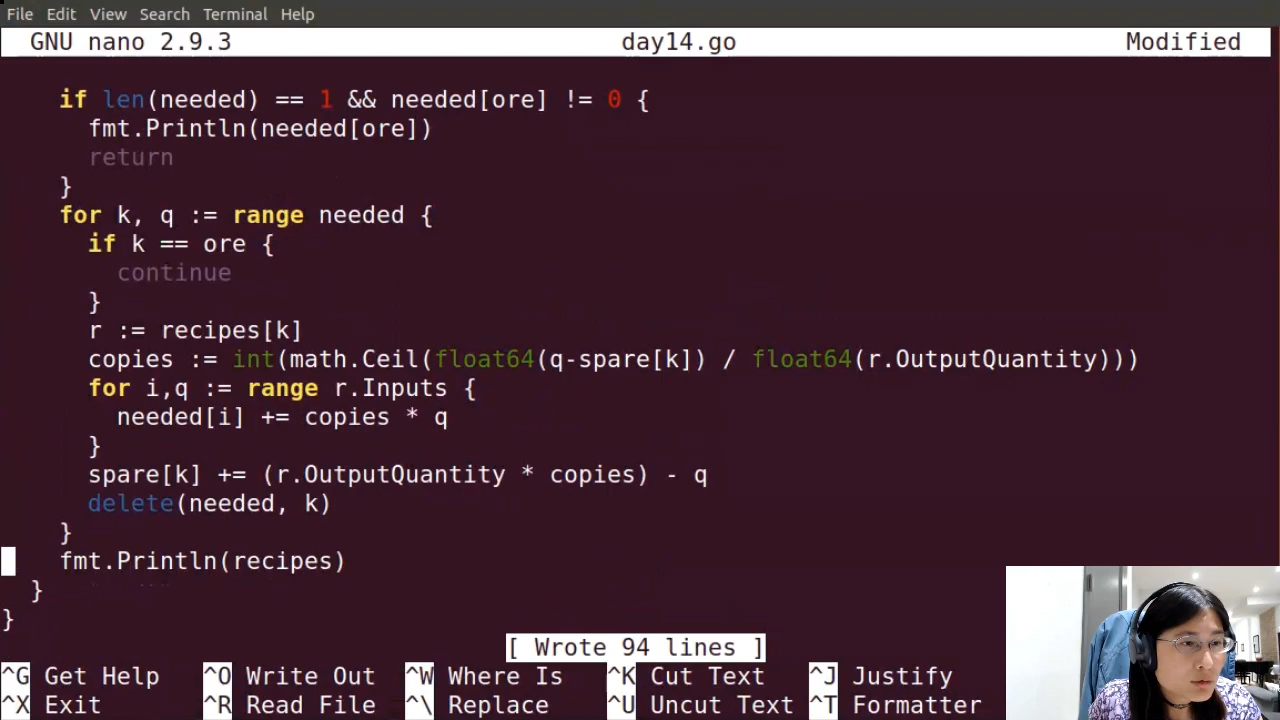 File Edit View Search Terminal Help
GNU nano 2.9.3 day14.go Modified
if len(needed) == 1 && needed[ore] != 0 {
fmt.Println(needed[ore])
return
}
for k, q := range needed {
if k == ore {
continue
}
r := recipes[k]
copies := int(math.Ceil(float64(q-spare[k]) / float64(r.OutputQuantity)))
for i,q := range r.Inputs {
needed[i] += copies * q
}
spare[k] += (r.OutputQuantity * copies) - q
delete(needed, k)
}
fmt.Println(recipes)
}
}
[ Wrote 94 lines ]
^G Get Help ^O Write Out ^W Where Is ^K Cut Text ^J Justify
^X Exit ^R Read File ^\ Replace ^U Uncut Text ^T Formatter